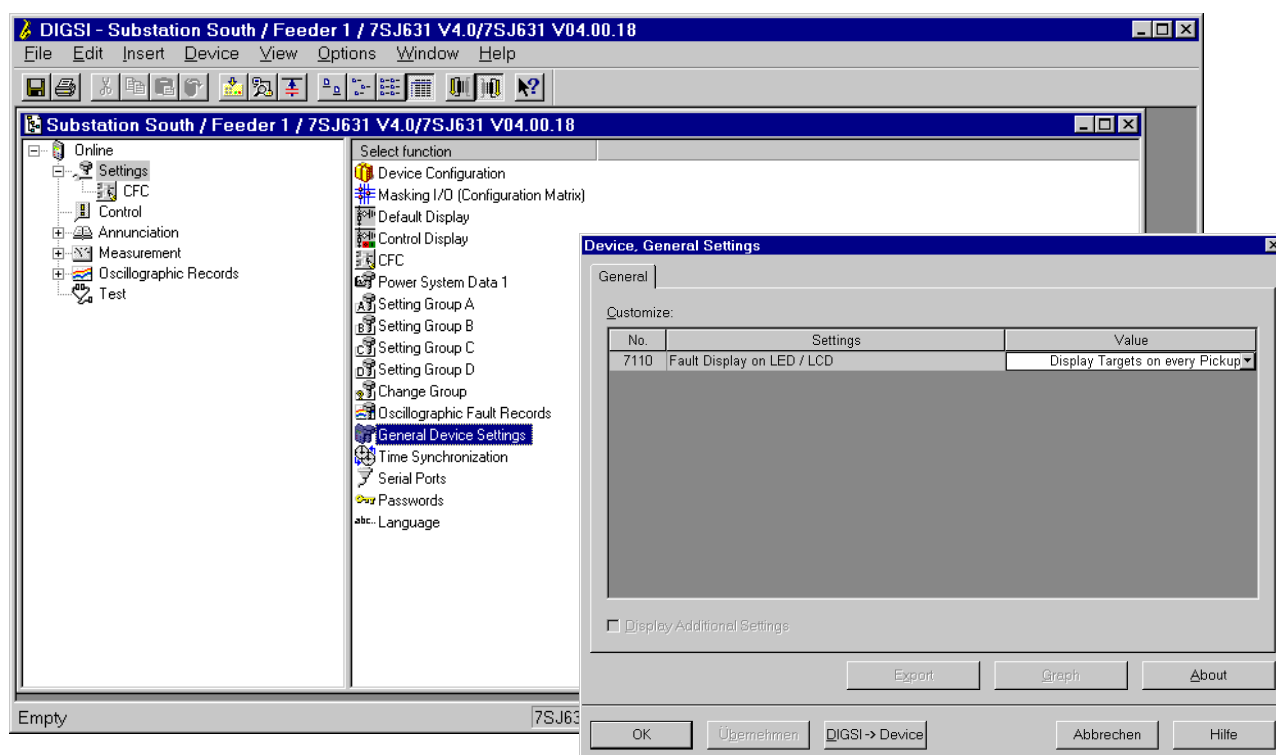 DIGSI - Substation South / Feeder 1 / 7SJ631 V4.0/7SJ631 V04.00.18
File Edit Insert Device View Options Window Help
Substation South / Feeder 1 / 7SJ631 V4.0/7SJ631 V04.00.18
Online
Settings
CFC
Control
Annunciation
Measurement
Oscillographic Records
Test
Select function
Device Configuration
Masking I/O (Configuration Matrix)
Default Display
Control Display
CFC
Power System Data 1
Setting Group A
Setting Group B
Setting Group C
Setting Group D
Change Group
Oscillographic Fault Records
General Device Settings
Time Synchronization
Serial Ports
Passwords
abc.. Language
Device, General Settings
General
Customize:
No. Settings Value
7110 Fault Display on LED / LCD Display Targets on every Pickup
Display Additional Settings
Export Graph About
OK Übernehmen DIGSI -> Device Abbrechen Hilfe
Empty 7SJ63